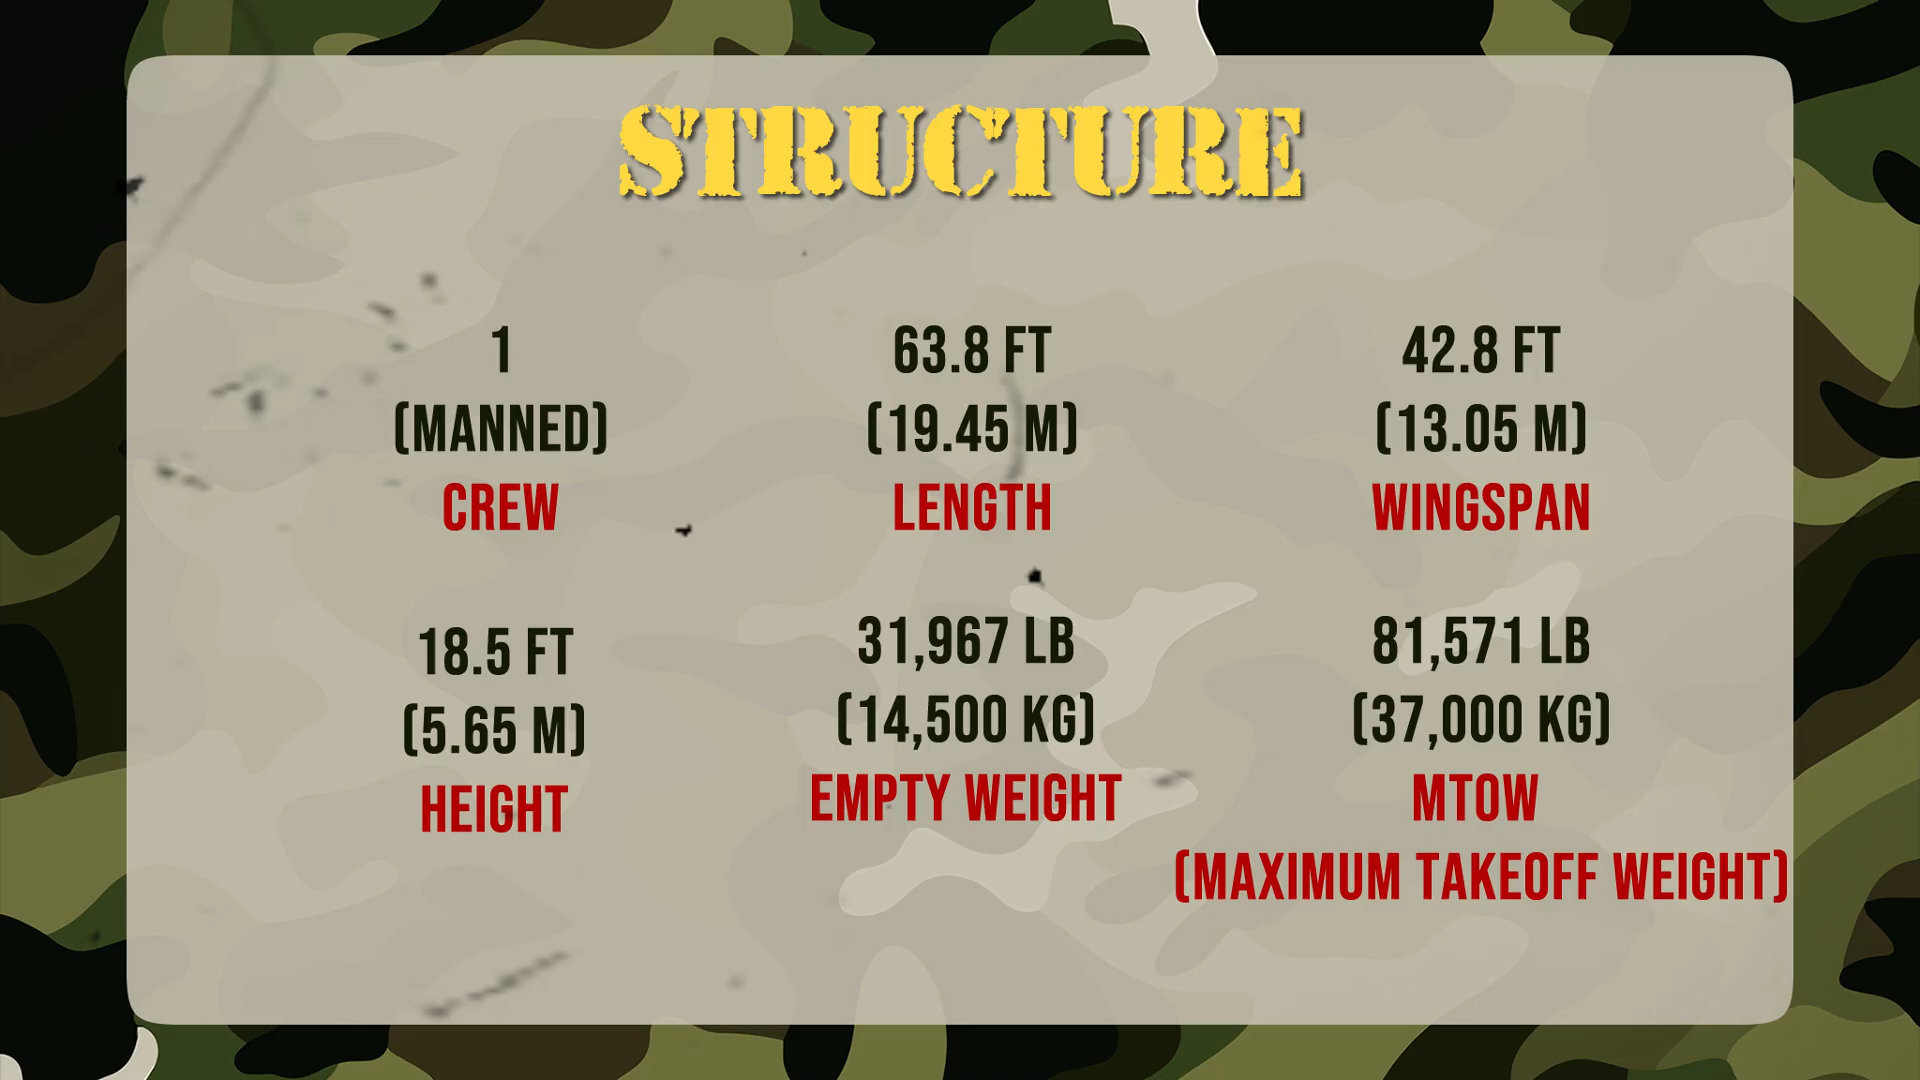 STRUCTURE
1
(MANNED)
CREW
63.8 FT
(19.45 M)
LENGTH
42.8 FT
(13.05 M)
WINGSPAN
18.5 FT
(5.65 M)
HEIGHT
31,967 LB
(14,500 KG)
EMPTY WEIGHT
81,571 LB
(37,000 KG)
MTOW
(MAXIMUM TAKEOFF WEIGHT)